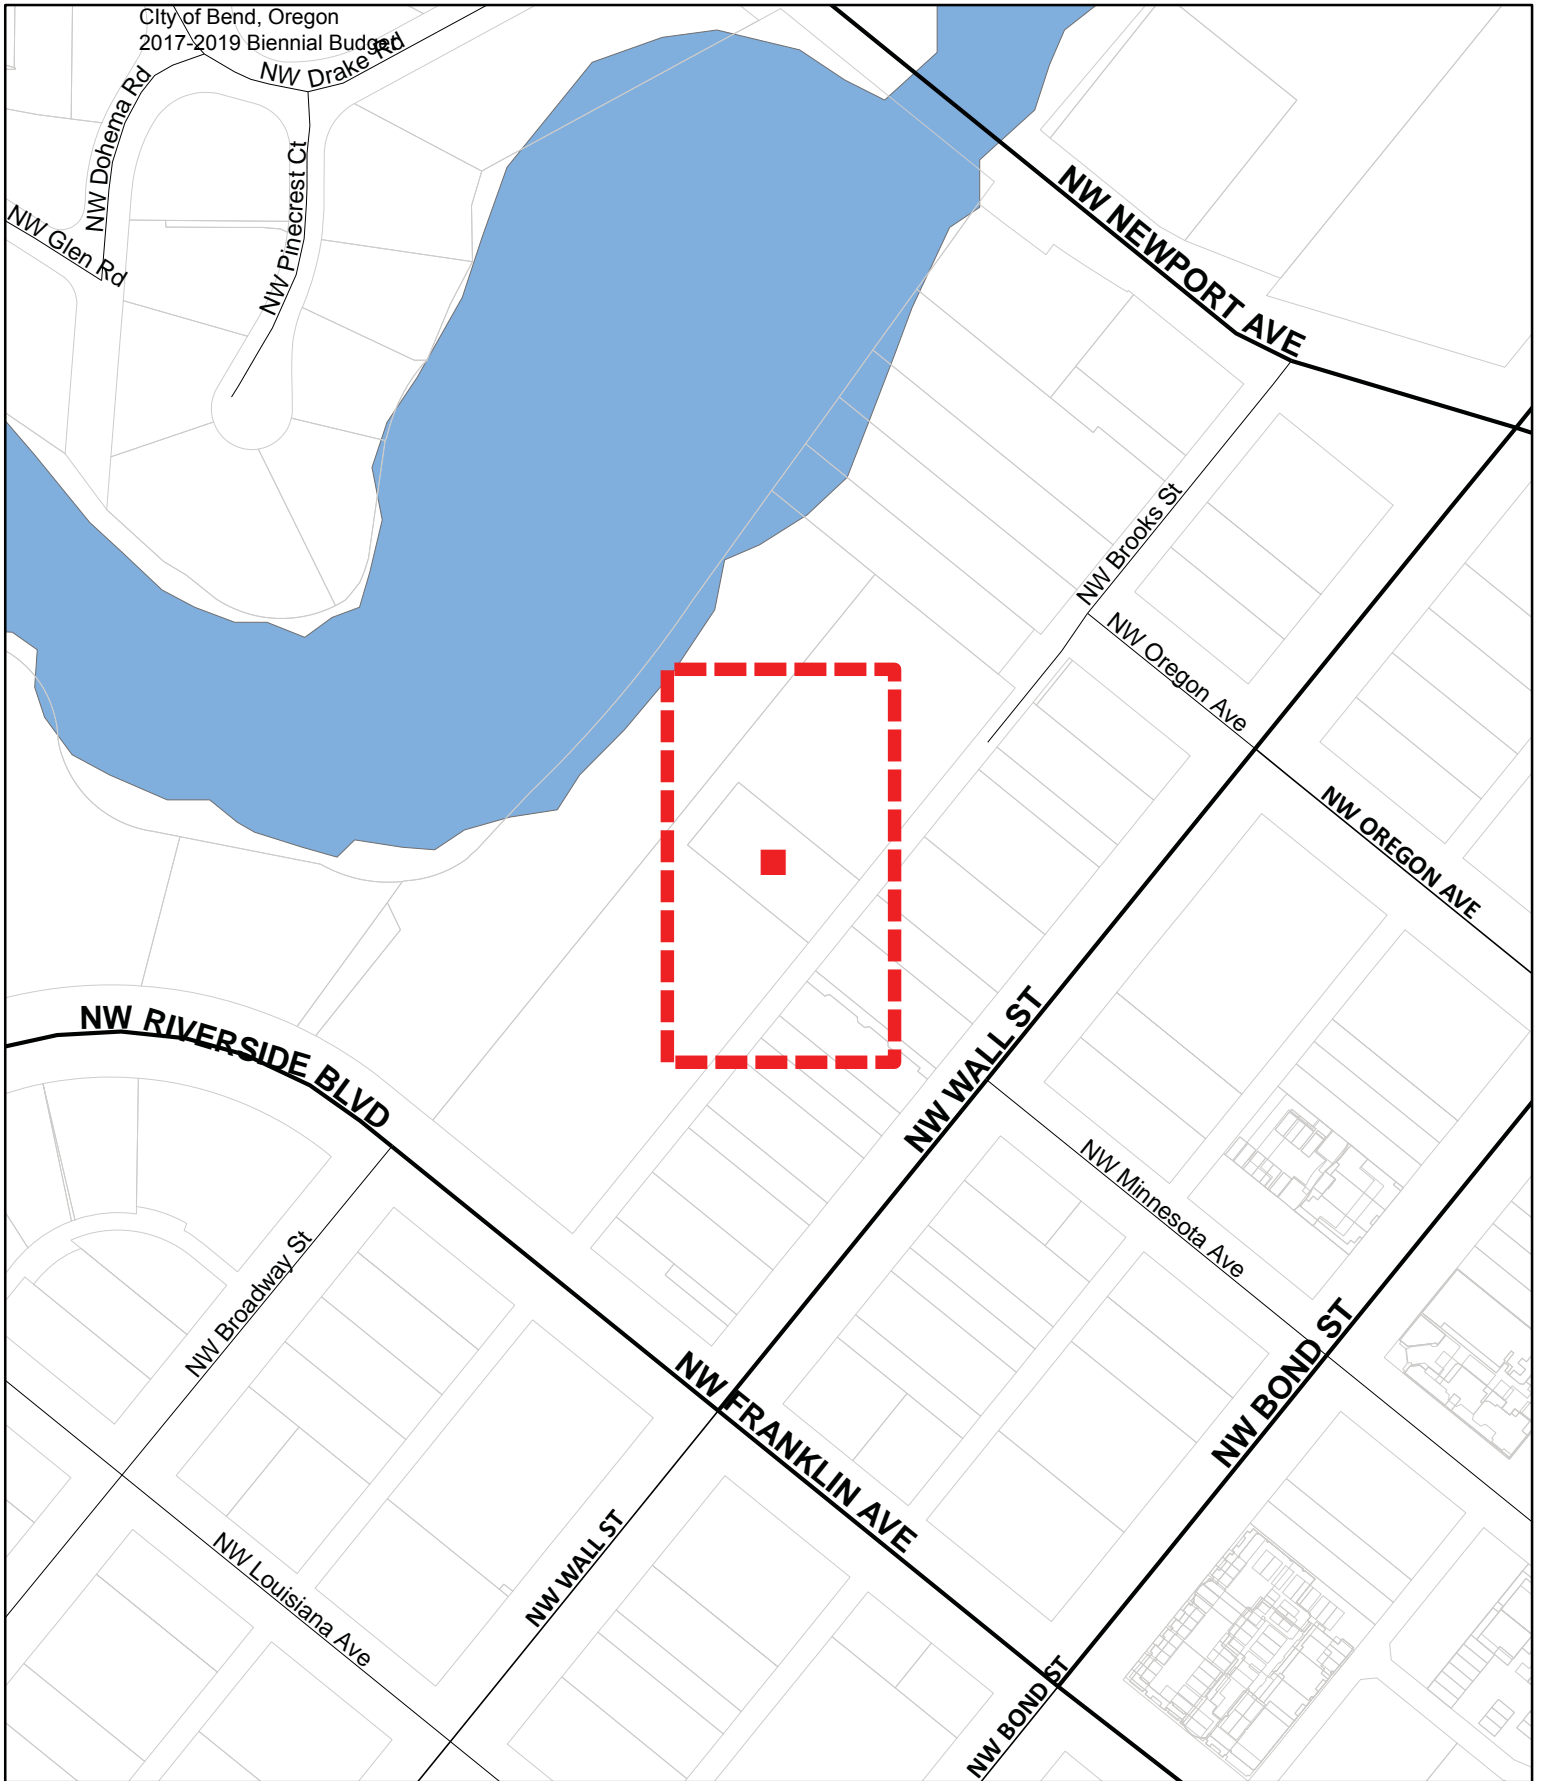 CIty of Bend, Oregon
2017-2019 Biennial Budget
NW Drake Rd
NW Dohema Rd
NW Pinecrest Ct
NW Glen Rd
NW NEWPORT AVE
NW Brooks St
NW Oregon Ave
NW OREGON AVE
NW WALL ST
NW RIVERSIDE BLVD
NW Minnesota Ave
NW Broadway St
NW BOND ST
NW FRANKLIN AVE
NW WALL ST
NW Louisiana Ave
NW BOND ST